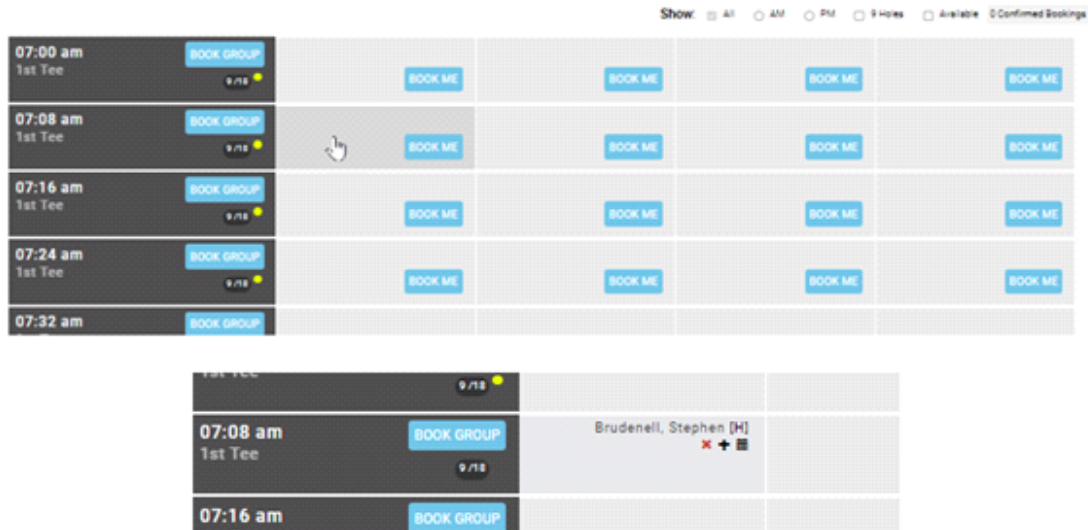 Show: All AM PM 9 Holes Available 0 Confirmed Bookings
07:00 am BOOK GROUP
1st Tee
9/18 BOOK ME BOOK ME BOOK ME BOOK ME
07:08 am BOOK GROUP
1st Tee
9/18 BOOK ME BOOK ME BOOK ME BOOK ME
07:16 am BOOK GROUP
1st Tee
9/18 BOOK ME BOOK ME BOOK ME BOOK ME
07:24 am BOOK GROUP
1st Tee
9/18 BOOK ME BOOK ME BOOK ME BOOK ME
07:32 am BOOK GROUP
9/18
07:08 am BOOK GROUP Brudenell, Stephen [H]
1st Tee
9/18
07:16 am BOOK GROUP